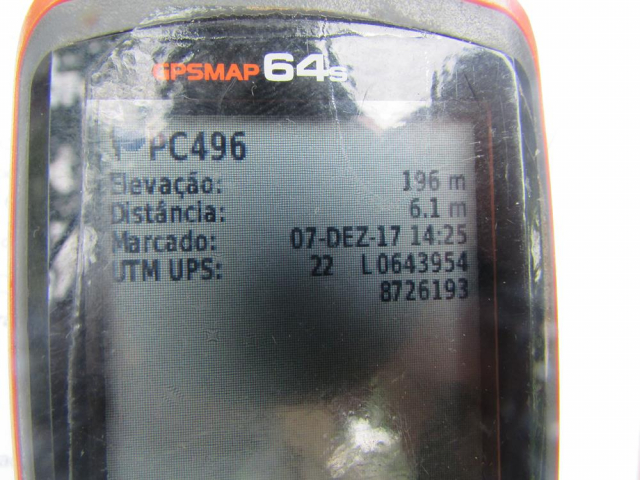 GPSMAP 64s
PC496
Elevação: 196 m
Distância: 6.1 m
Marcado: 07-DEZ-17 14:25
UTM UPS: 22 L 0643954
8726193